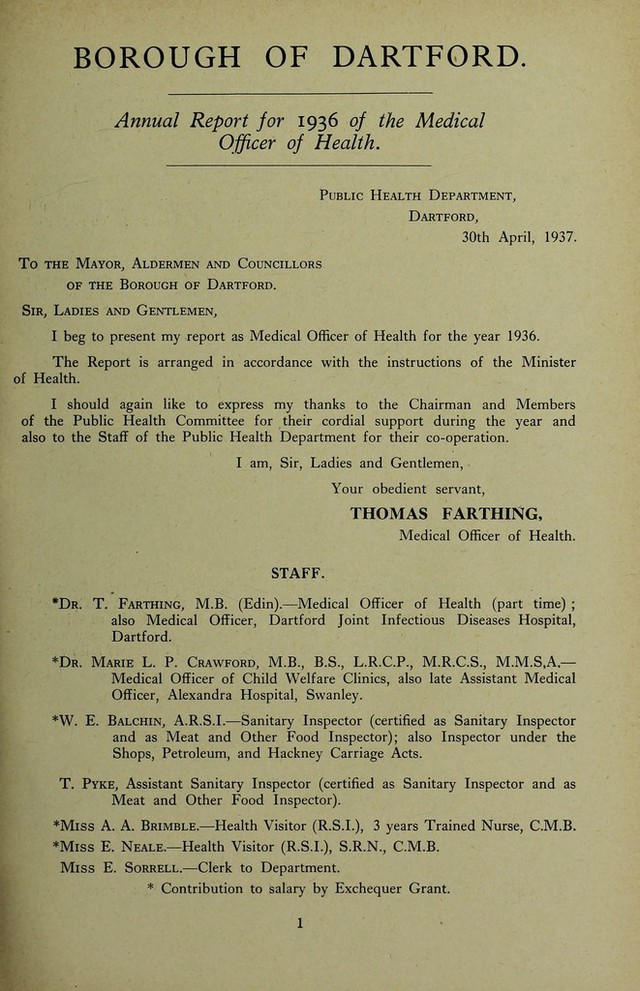 BOROUGH OF DARTFORD.
Annual Report for 1936 of the Medical
Officer of Health.
PUBLIC HEALTH DEPARTMENT,
DARTFORD,
30th April, 1937.
TO THE MAYOR, ALDERMEN AND COUNCILLORS
OF THE BOROUGH OF DARTFORD.
SIR, LADIES AND GENTLEMEN,
I beg to present my report as Medical Officer of Health for the year 1936.
The Report is arranged in accordance with the instructions of the Minister
of Health.
I should again like to express my thanks to the Chairman and Members
of the Public Health Committee for their cordial support during the year and
also to the Staff of the Public Health Department for their co-operation.
I am, Sir, Ladies and Gentlemen,
Your obedient servant,
THOMAS FARTHING,
Medical Officer of Health.
STAFF.
*DR. T. FARTHING, M.B. (Edin).—Medical Officer of Health (part time) ;
also Medical Officer, Dartford Joint Infectious Diseases Hospital,
Dartford.
*DR. MARIE L. P. CRAWFORD, M.B., B.S., L.R.C.P., M.R.C.S., M.M.S,A,—
Medical Officer of Child Welfare Clinics, also late Assistant Medical
Officer, Alexandra Hospital, Swanley.
*W. E. BALCHIN, A.R.S.I.—Sanitary Inspector (certified as Sanitary Inspector
and as Meat and Other Food Inspector); also Inspector under the
Shops, Petroleum, and Hackney Carriage Acts.
T. PYKE, Assistant Sanitary Inspector (certified as Sanitary Inspector and as
Meat and Other Food Inspector).
*MISS A. A. BRIMBLE.—Health Visitor (R.S.I.), 3 years Trained Nurse, C.M.B.
*MISS E. NEALE.—Health Visitor (R.S.I.), S.R.N., C.M.B.
MISS E. SORRELL.—Clerk to Department.
* Contribution to salary by Exchequer Grant.
1